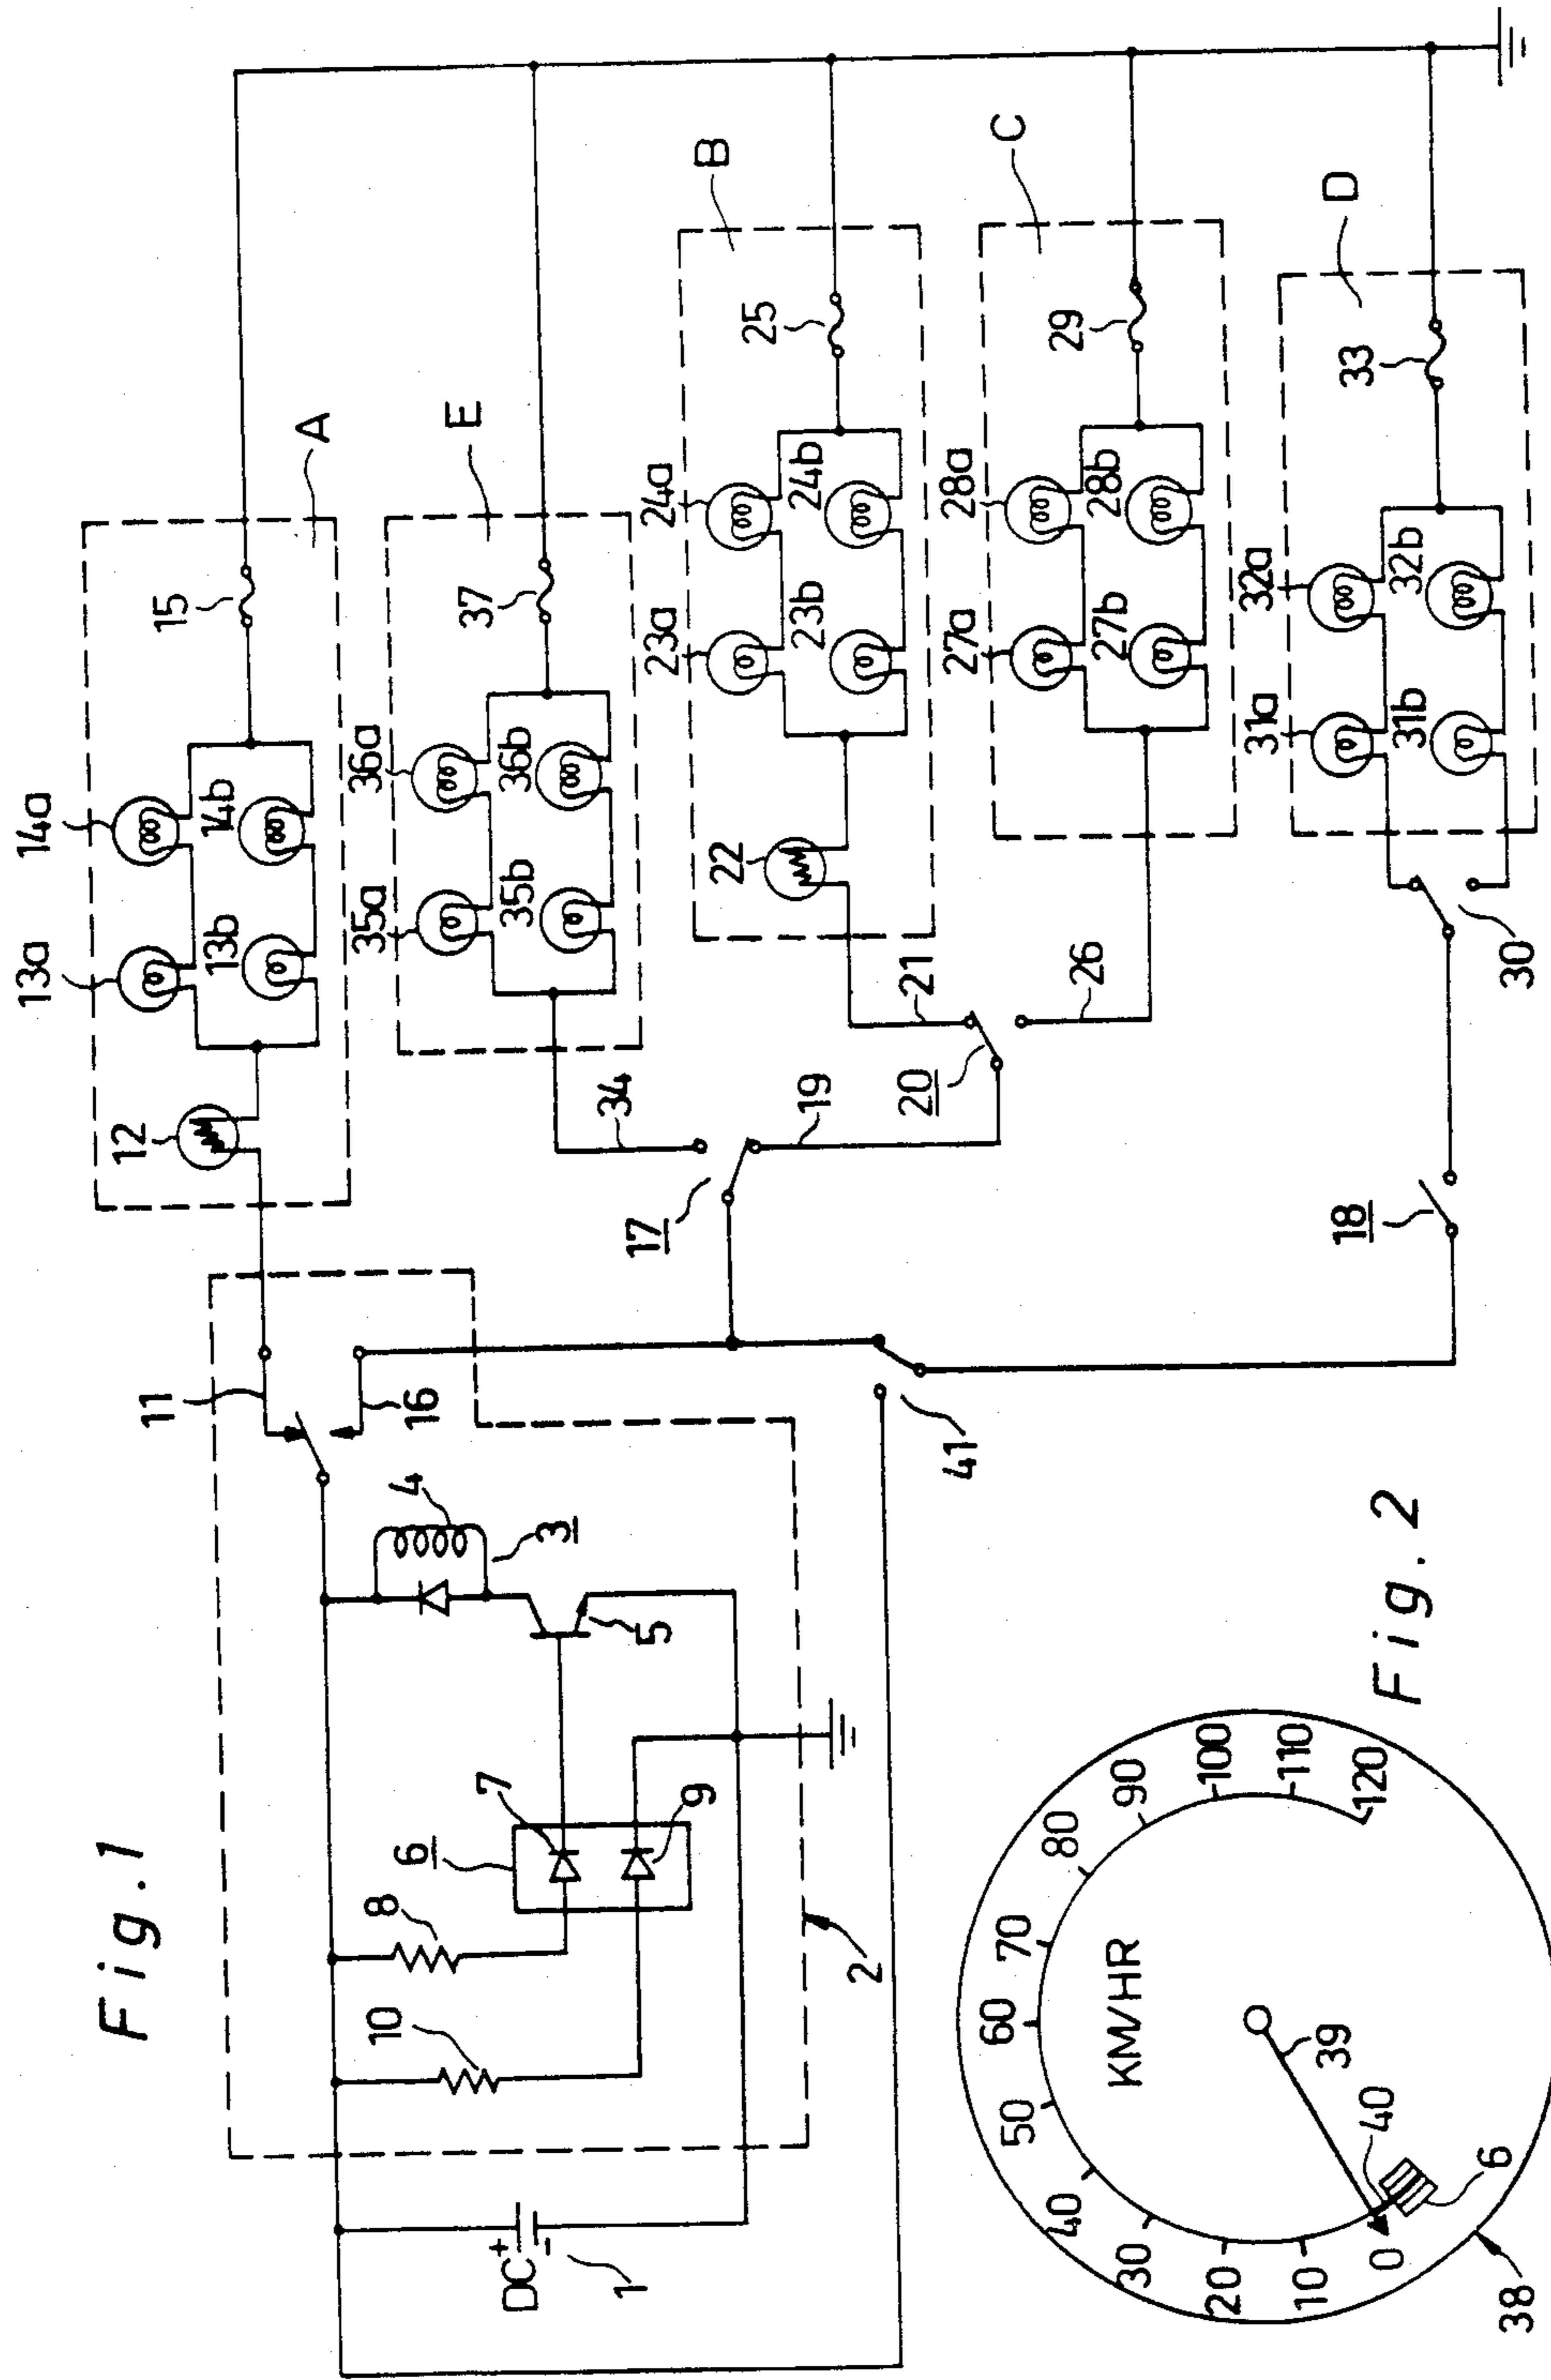 Fig.1
DC
+
-
1
2
3
4
5
6
7
8
9
10
11
16
12
13a
14a
13b
14b
15
A
34
35a
36a
35b
36b
37
E
17
19
20
21
22
23a
24a
23b
24b
25
B
26
27a
28a
27b
28b
29
C
41
18
30
31a
32a
31b
32b
33
D
Fig. 2
0
10
20
30
40
50
60
70
80
90
100
110
120
KM/HR
39
40
6
38